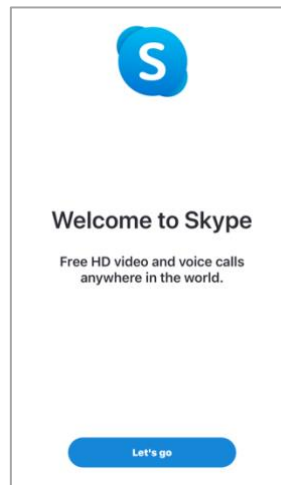 S
Welcome to Skype
Free HD video and voice calls
anywhere in the world.
Let's go